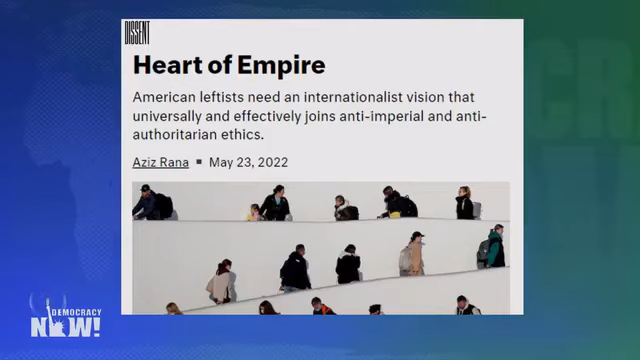 DISSENT
Heart of Empire
American leftists need an internationalist vision that
universally and effectively joins anti-imperial and anti-
authoritarian ethics.
Aziz Rana ▪ May 23, 2022
DEMOCRACY
NOW!